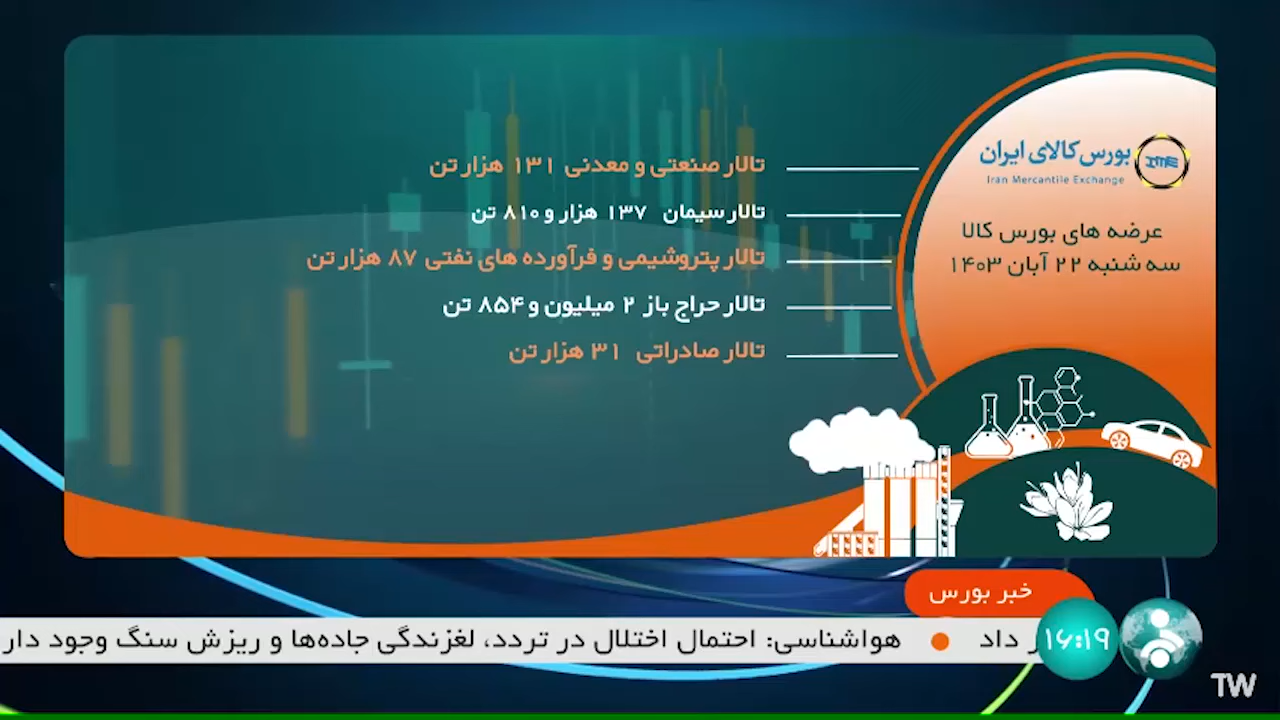 بورس کالای ایران
IME
Iran Mercantile Exchange
عرضه های بورس کالا
سه شنبه ۲۲ آبان ۱۴۰۳
تالار صنعتی و معدنی ۱۳۱ هزار تن
تالار سیمان ۱۳۷ هزار و ۸۱۰ تن
تالار پتروشیمی و فرآورده های نفتی ۸۷ هزار تن
تالار حراج باز ۲ میلیون و ۸۵۴ تن
تالار صادراتی ۳۱ هزار تن
خبر بورس
۱۶:۱۹
ر داد ● هواشناسی: احتمال اختلال در تردد، لغزندگی جاده‌ها و ریزش سنگ وجود دار
TW